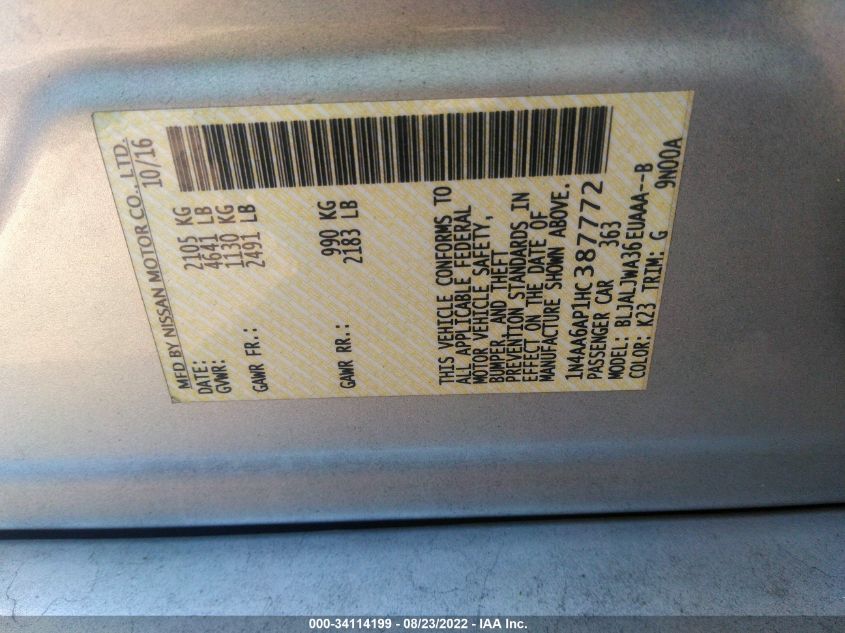 MFD BY NISSAN MOTOR CO., LTD.
DATE: 10/16
GVWR: 2105 KG
4641 LB
GAWR FR.: 1130 KG
2491 LB
GAWR RR.: 990 KG
2183 LB
THIS VEHICLE CONFORMS TO
ALL APPLICABLE FEDERAL
MOTOR VEHICLE SAFETY,
BUMPER, AND THEFT
PREVENTION STANDARDS IN
EFFECT ON THE DATE OF
MANUFACTURE SHOWN ABOVE.
1N4AA6AP1HC387772
PASSENGER CAR 363
MODEL: BLJALJWA36EUAAA--B
COLOR: K23 TRIM: G 9N00A
000-34114199 - 08/23/2022 - IAA Inc.